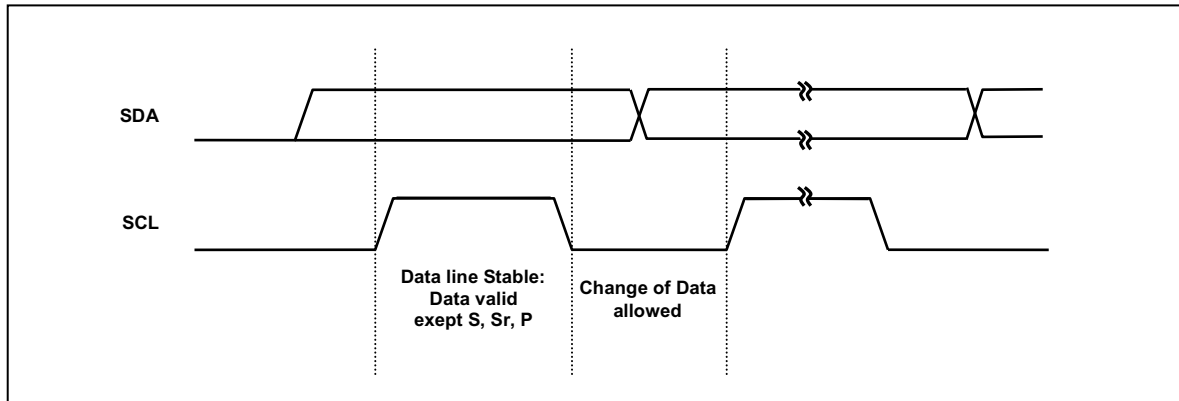 SDA
SCL
Data line Stable:
Data valid
exept S, Sr, P
Change of Data
allowed